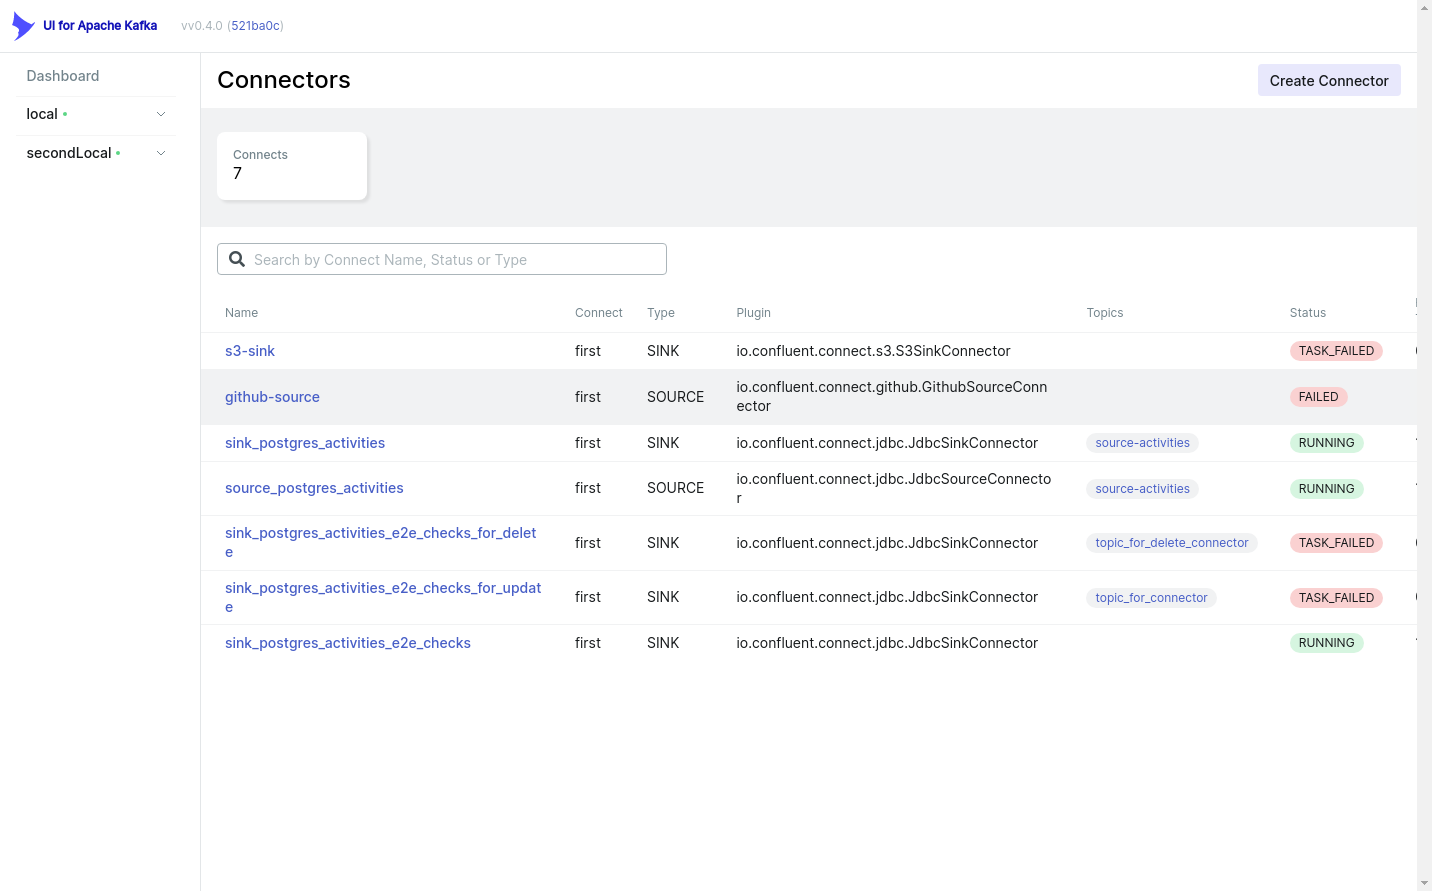 UI for Apache Kafka vv0.4.0 (521ba0c)
Dashboard
local
secondLocal
Connectors
Create Connector
Connects
7
Search by Connect Name, Status or Type
Name Connect Type Plugin Topics Status
s3-sink first SINK io.confluent.connect.s3.S3SinkConnector TASK_FAILED
github-source first SOURCE io.confluent.connect.github.GithubSourceConn
ector FAILED
sink_postgres_activities first SINK io.confluent.connect.jdbc.JdbcSinkConnector source-activities RUNNING
source_postgres_activities first SOURCE io.confluent.connect.jdbc.JdbcSourceConnecto
r source-activities RUNNING
sink_postgres_activities_e2e_checks_for_delet
e first SINK io.confluent.connect.jdbc.JdbcSinkConnector topic_for_delete_connector TASK_FAILED
sink_postgres_activities_e2e_checks_for_updat
e first SINK io.confluent.connect.jdbc.JdbcSinkConnector topic_for_connector TASK_FAILED
sink_postgres_activities_e2e_checks first SINK io.confluent.connect.jdbc.JdbcSinkConnector RUNNING